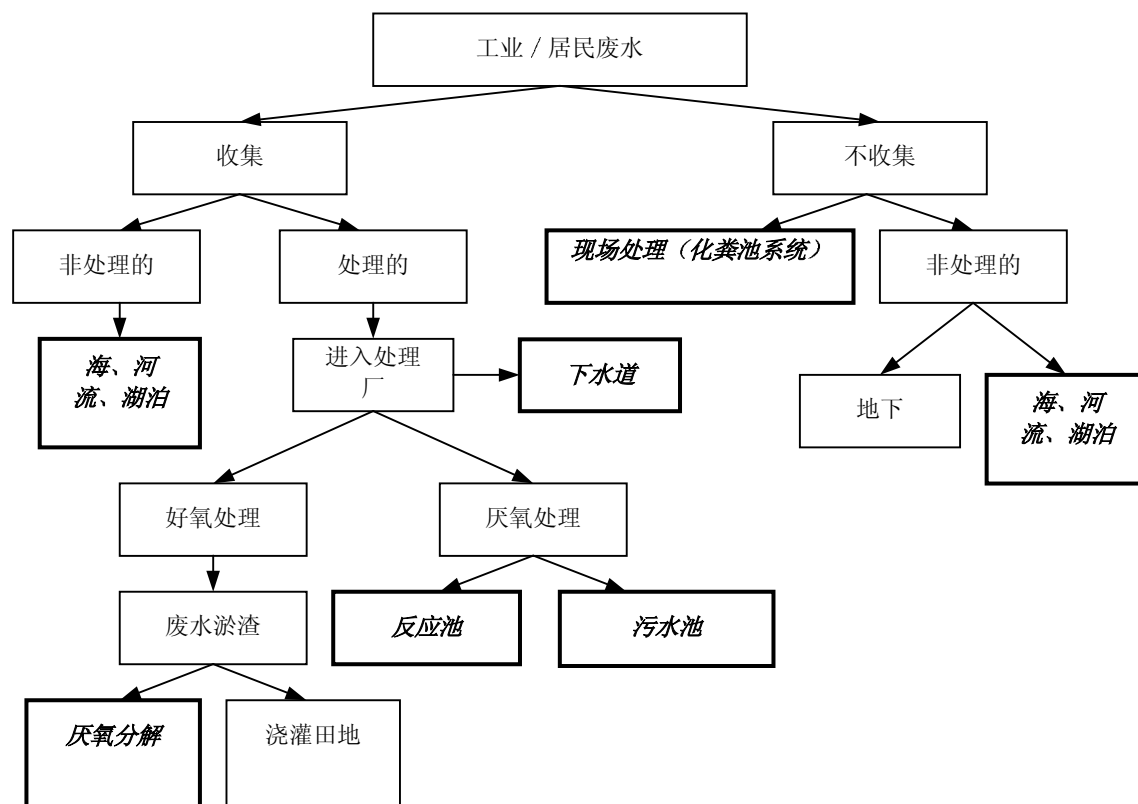 工业／居民废水
收集
不收集
非处理的
处理的
现场处理（化粪池系统）
非处理的
海、河
流、湖泊
进入处理
厂
下水道
地下
海、河
流、湖泊
好氧处理
厌氧处理
废水淤渣
反应池
污水池
厌氧分解
浇灌田地